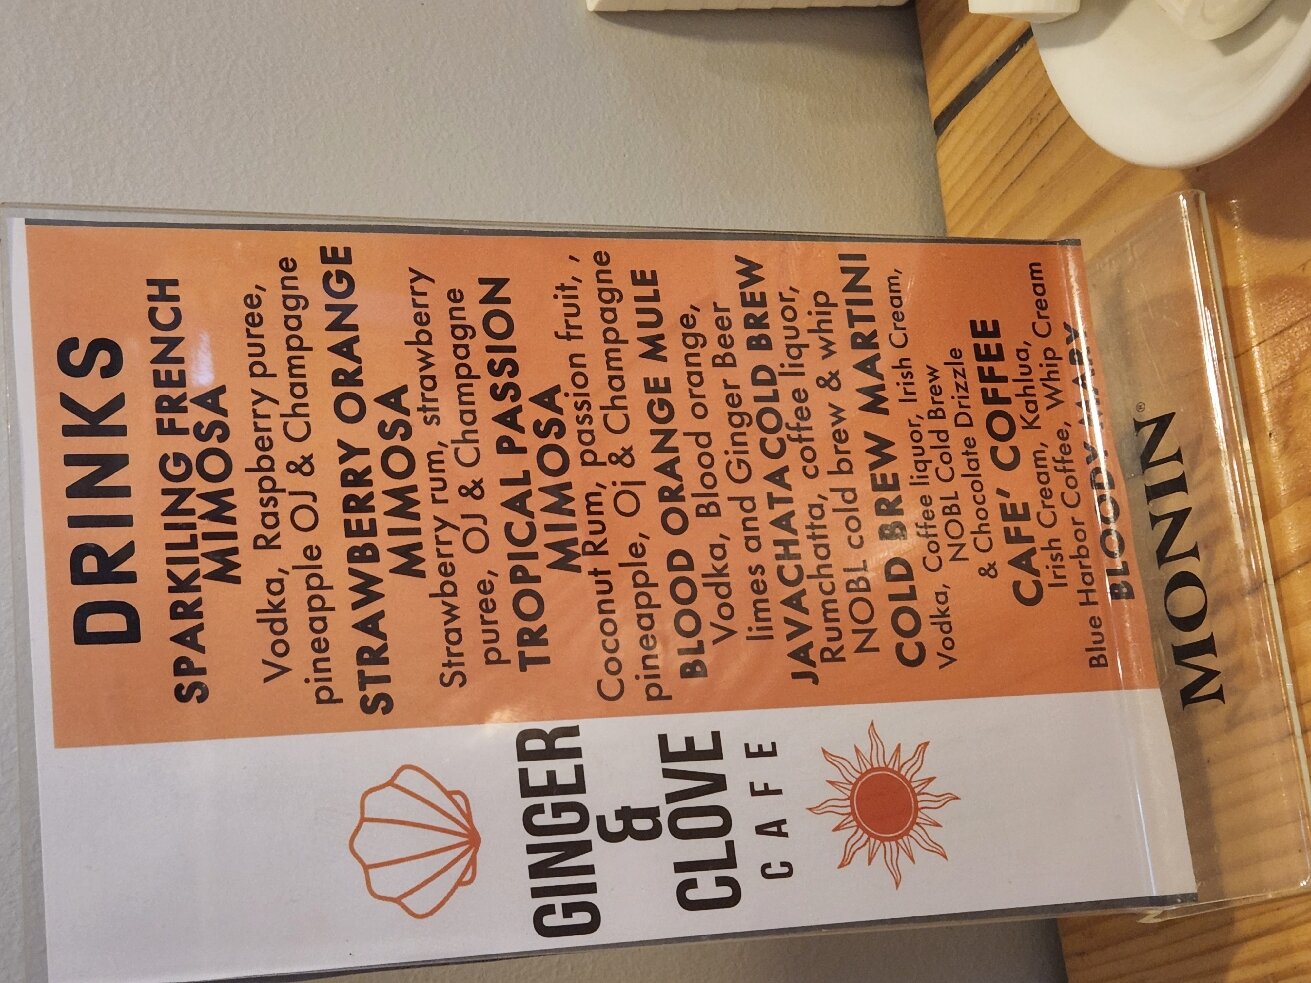 DRINKS
SPARKILING FRENCH
MIMOSA
Vodka, Raspberry puree,
pineapple OJ & Champagne
STRAWBERRY ORANGE
MIMOSA
Strawberry rum, strawberry
puree, OJ & Champagne
TROPICAL PASSION
MIMOSA
Coconut Rum, passion fruit, ,
pineapple, Oj & Champagne
BLOOD ORANGE MULE
Vodka, Blood orange,
limes and Ginger Beer
JAVACHATA COLD BREW
Rumchatta, coffee liquor,
NOBL cold brew & whip
COLD BREW MARTINI
Vodka, Coffee liquor, Irish Cream,
NOBL Cold Brew
& Chocolate Drizzle
CAFE' COFFEE
Irish Cream, Kahlua,
Blue Harbor Coffee, Whip Cream
BLOODY MARY
GINGER
&
CLOVE
CAFE
MONIN®